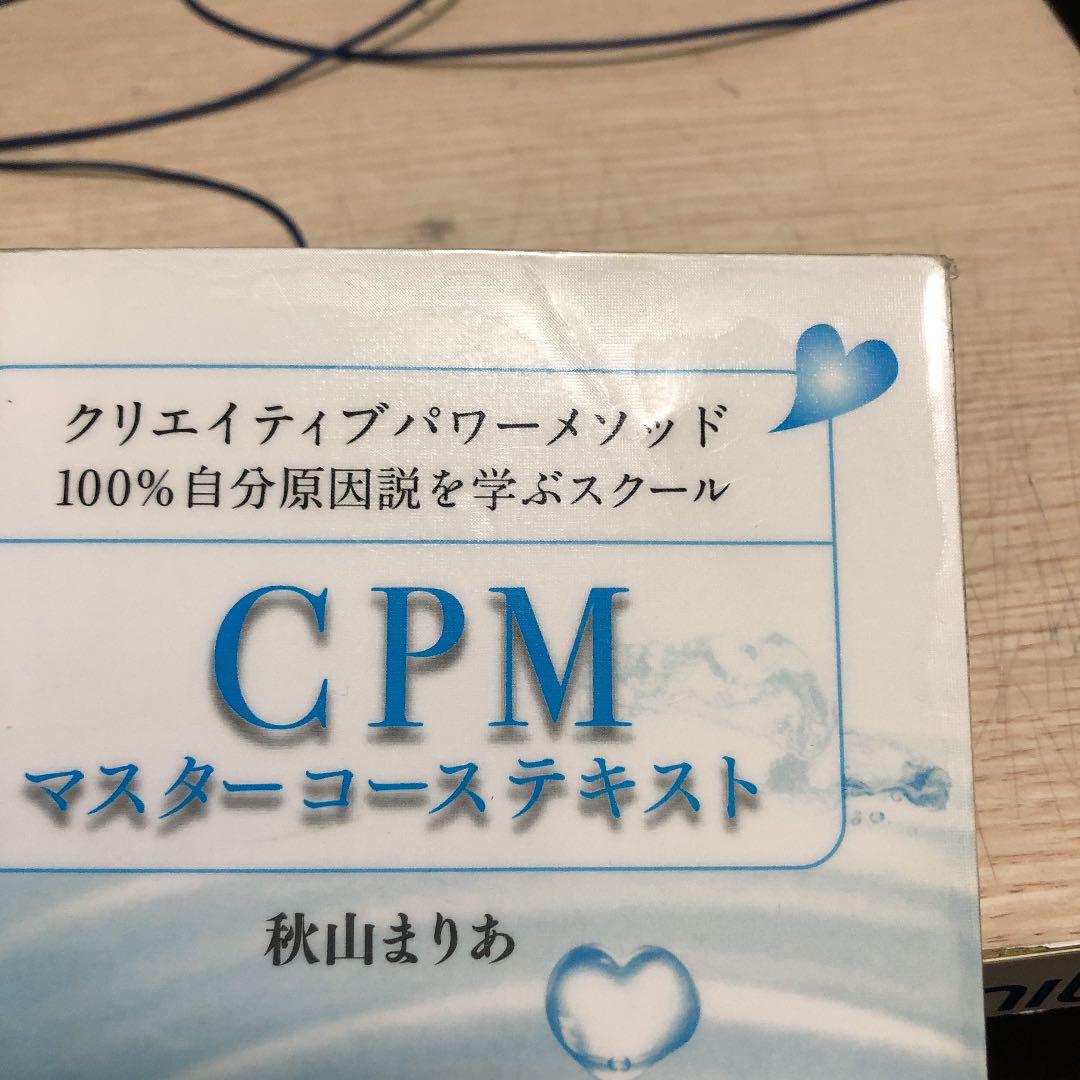 クリエイティブパワーメソッド
100%自分原因説を学ぶスクール
CPM
マスターコーステキスト
秋山まりあ